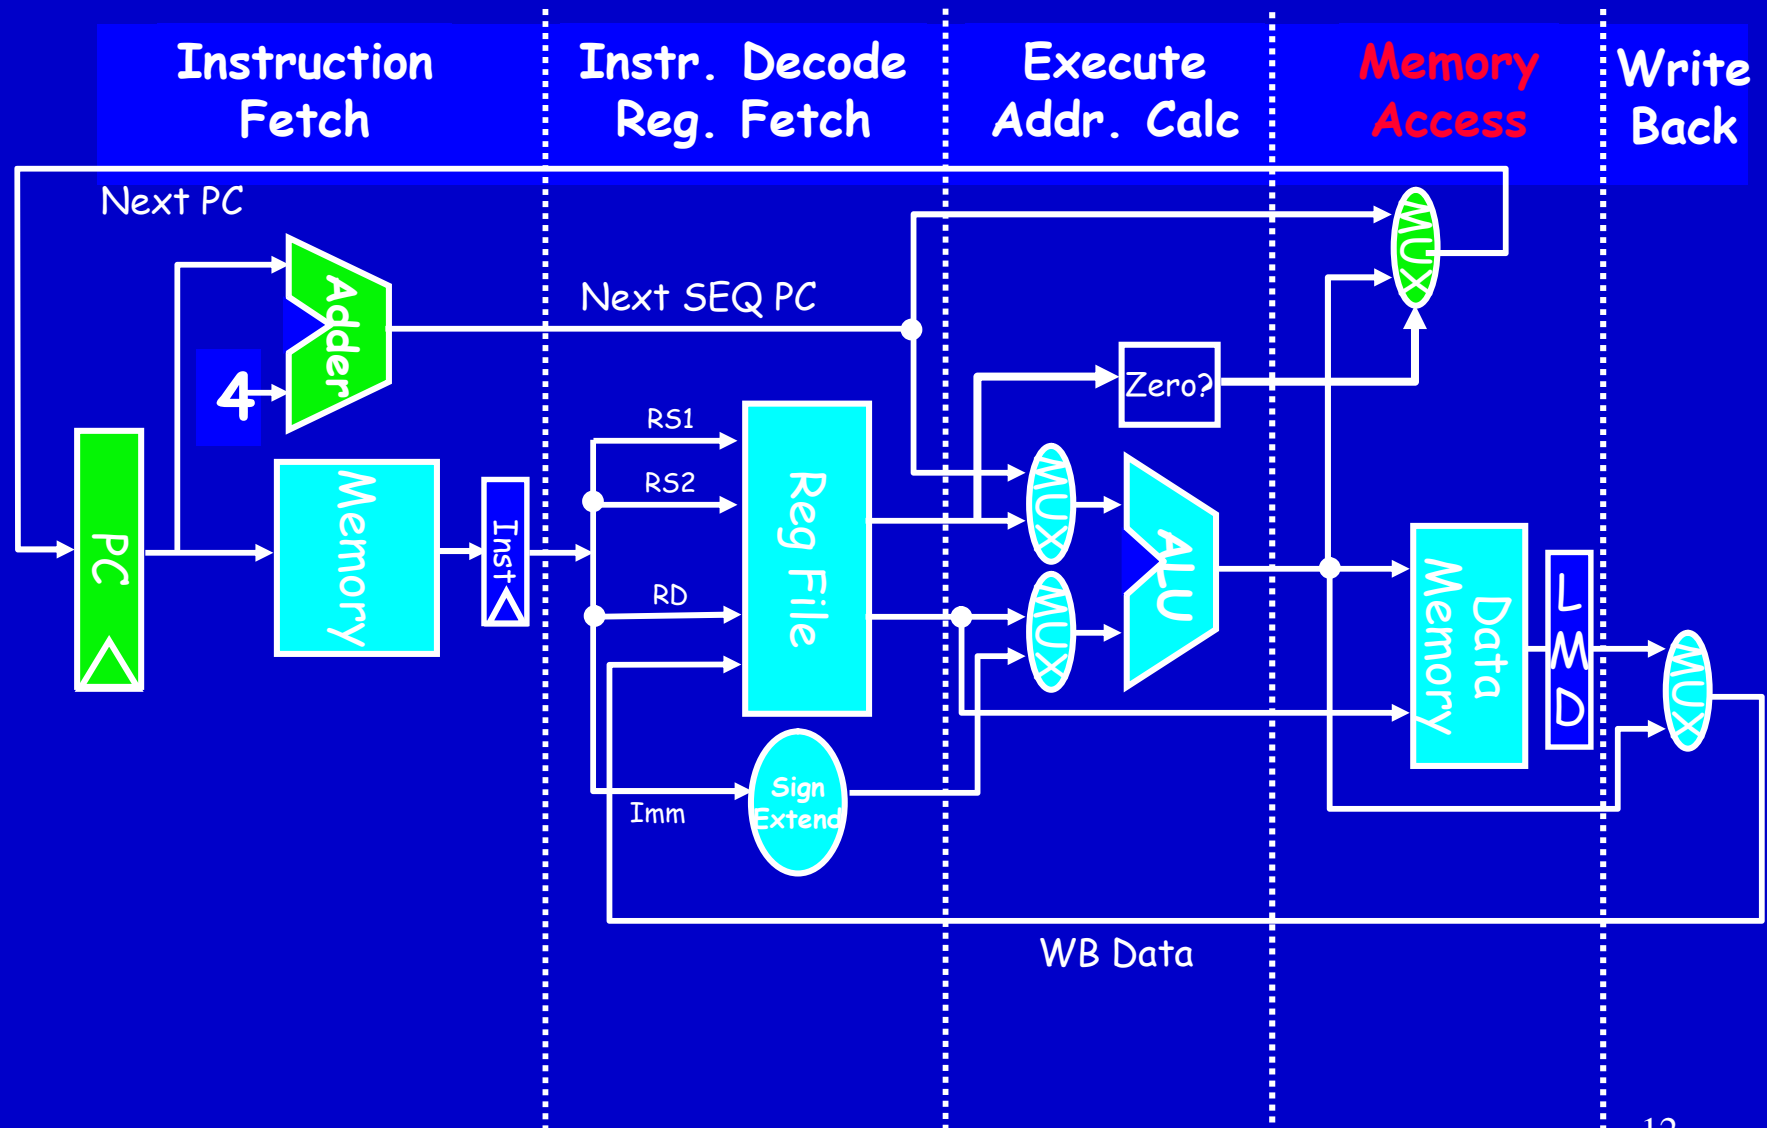 Instruction
Fetch
Instr. Decode
Reg. Fetch
Execute
Addr. Calc
Memory
Access
Write
Back
Next PC
MUX
Adder
Next SEQ PC
4
Zero?
RS1
RS2
Reg File
RD
MUX
MUX
ALU
PC
Memory
Inst
Data
Memory
L
M
D
MUX
Sign
Extend
Imm
WB Data